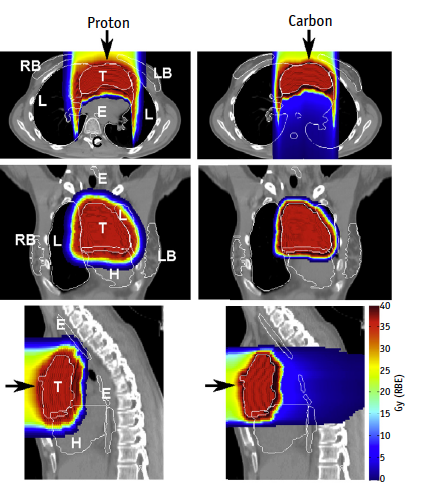 Proton
Carbon
RB
LB
T
L
E
L
C
E
L
RB
L
T
LB
H
E
T
E
H
40
35
30
25
20
15
10
5
0
Gy (RBE)